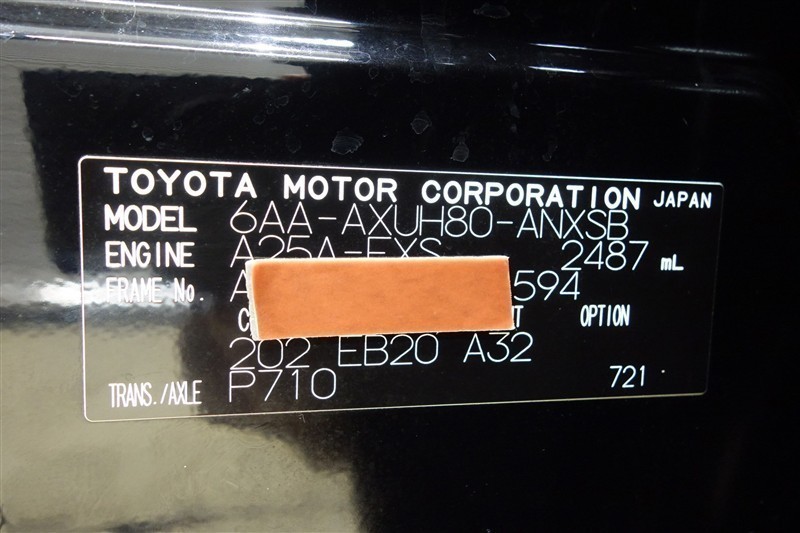 TOYOTA MOTOR CORPORATION JAPAN
MODEL 6AA-AXUH80-ANXSB
ENGINE A25A-FXS 2487 mL
FRAME No. A 594
C T OPTION
202 EB20 A32
TRANS./AXLE P710 721